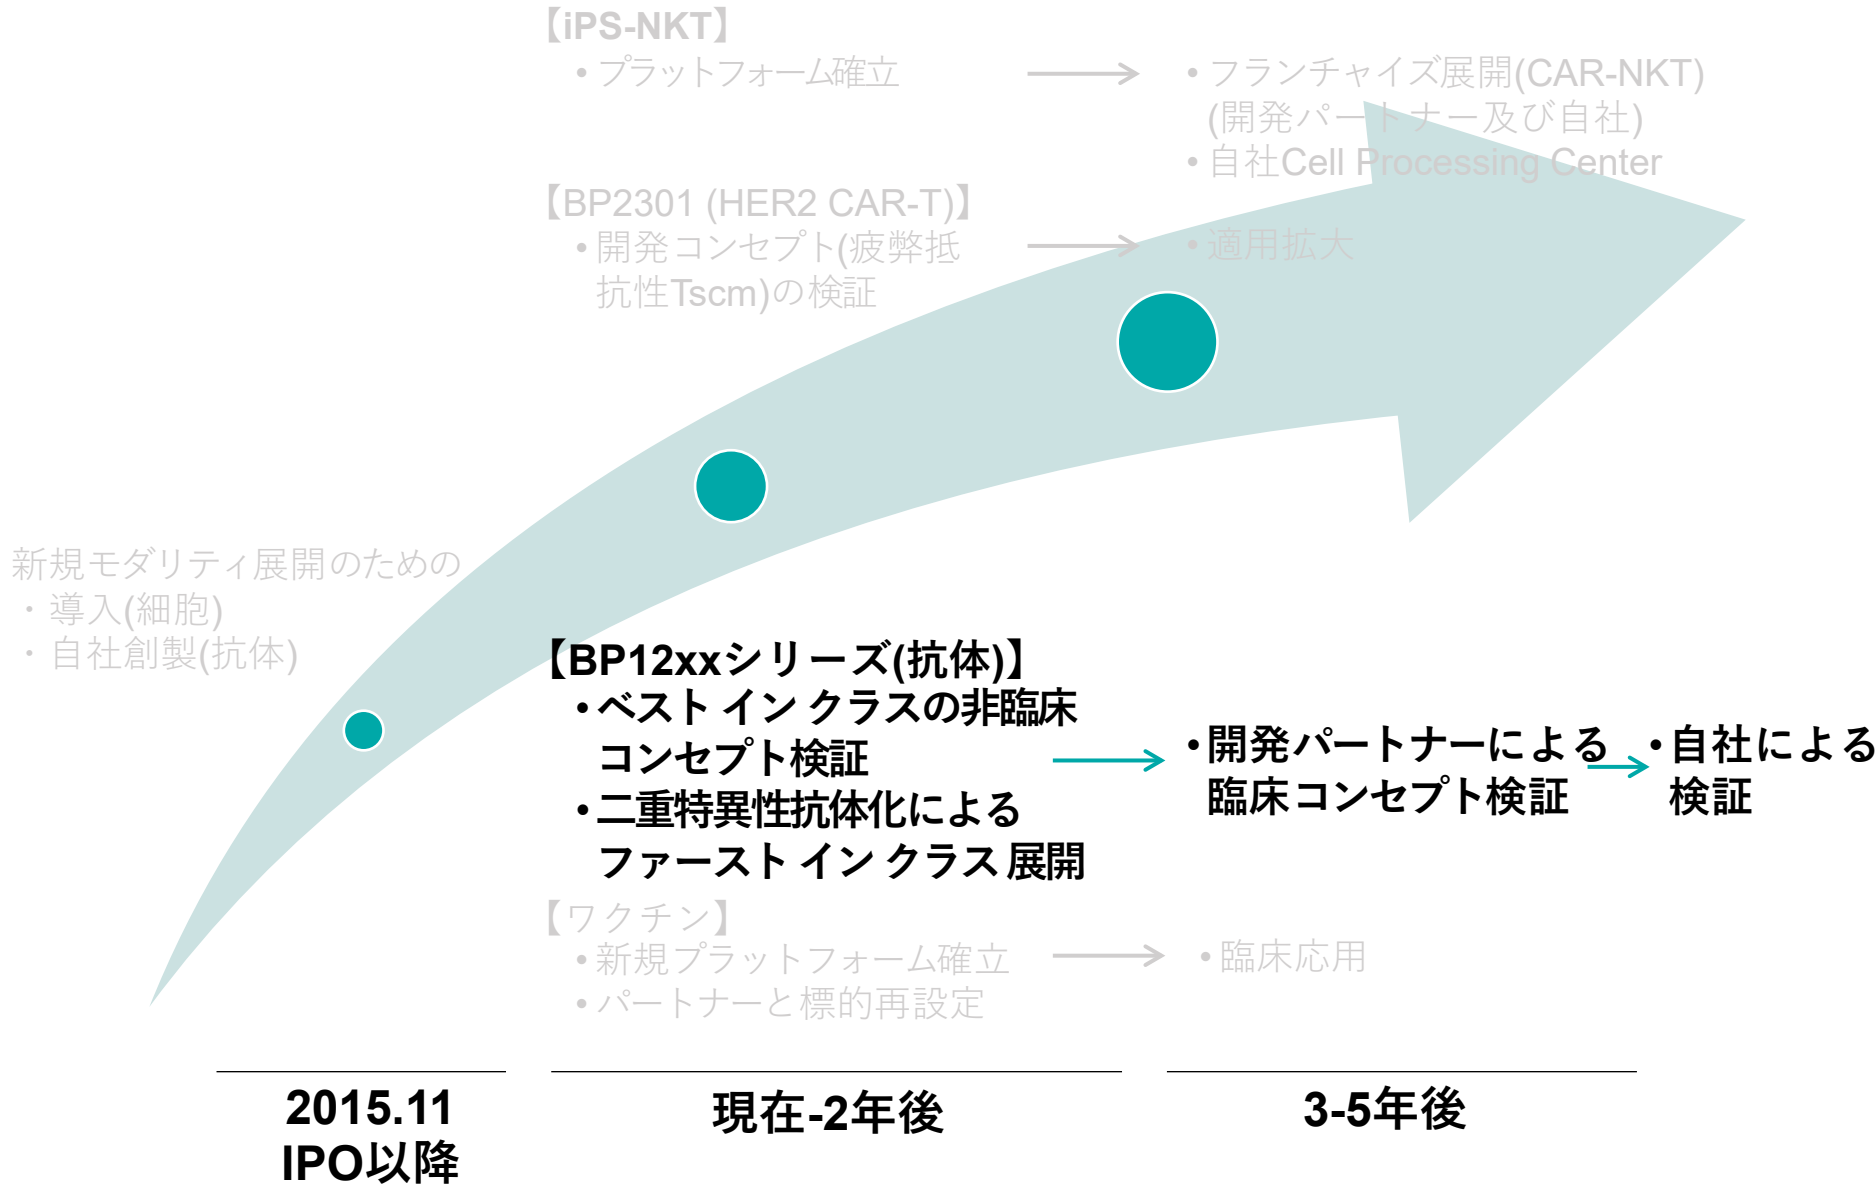 【iPS-NKT】
• プラットフォーム確立
• フランチャイズ展開(CAR-NKT)
(開発パートナー及び自社)
• 自社Cell Processing Center
【BP2301 (HER2 CAR-T)】
• 開発コンセプト(疲弊抵
抗性Tscm)の検証
• 適用拡大
新規モダリティ展開のための
・導入(細胞)
・自社創製(抗体)
【BP12xxシリーズ(抗体)】
• ベスト イン クラスの非臨床
コンセプト検証
• 二重特異性抗体化による
ファースト イン クラス 展開
• 開発パートナーによる
臨床コンセプト検証
• 自社による
検証
【ワクチン】
• 新規プラットフォーム確立
• パートナーと標的再設定
• 臨床応用
2015.11
IPO以降
現在-2年後
3-5年後